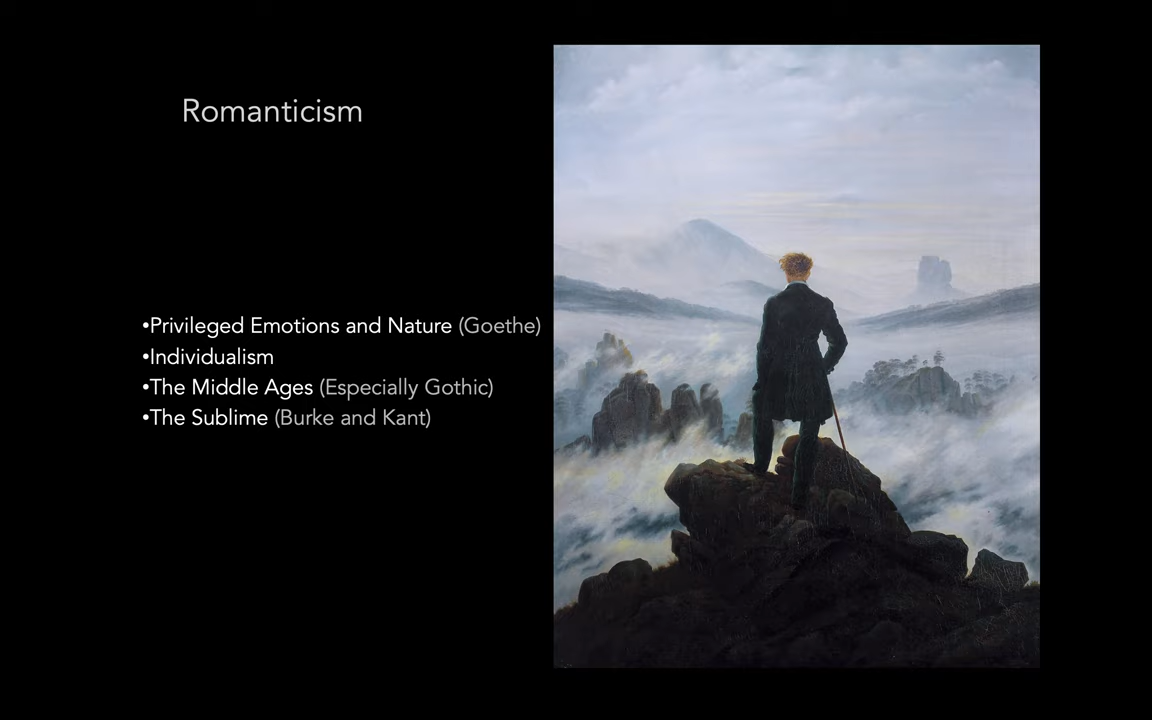 Romanticism
•Privileged Emotions and Nature (Goethe)
•Individualism
•The Middle Ages (Especially Gothic)
•The Sublime (Burke and Kant)